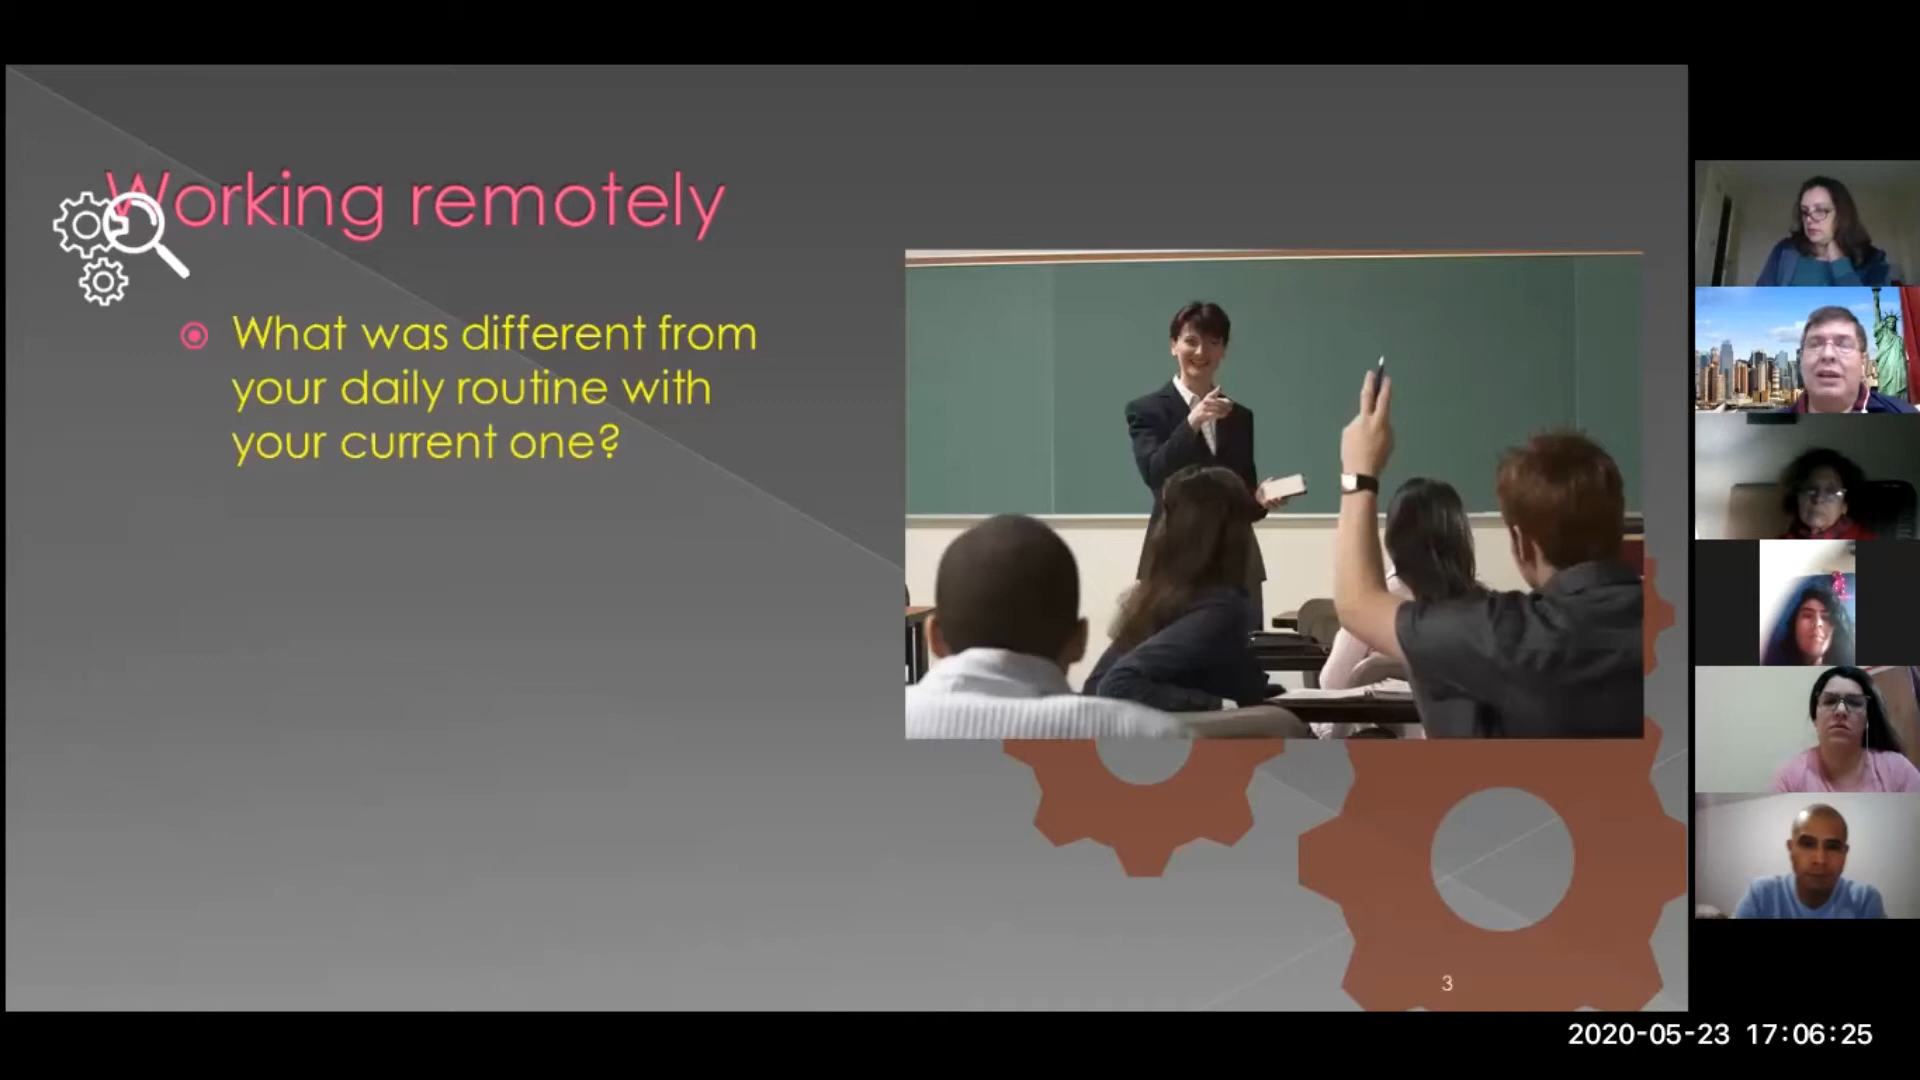 Working remotely
What was different from
your daily routine with
your current one?
3
2020-05-23 17:06:25